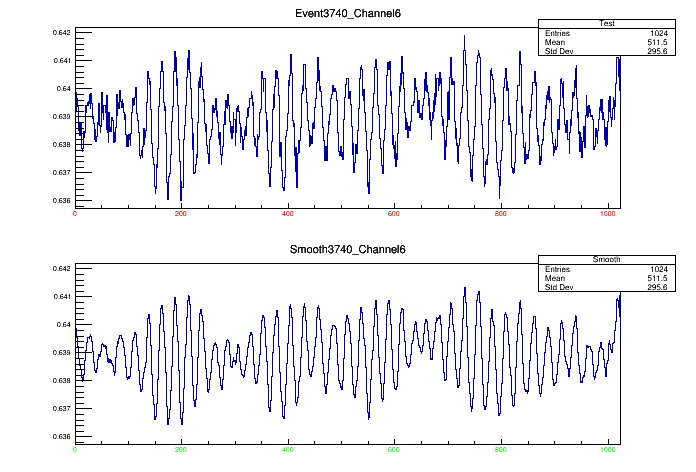 Event3740_Channel6
Test
Entries 1024
Mean 511.5
Std Dev 295.6
0.642
0.641
0.64
0.639
0.638
0.637
0.636
0 200 400 600 800 1000
Smooth3740_Channel6
Smooth
Entries 1024
Mean 511.5
Std Dev 295.6
0.642
0.641
0.64
0.639
0.638
0.637
0.636
0 200 400 600 800 1000